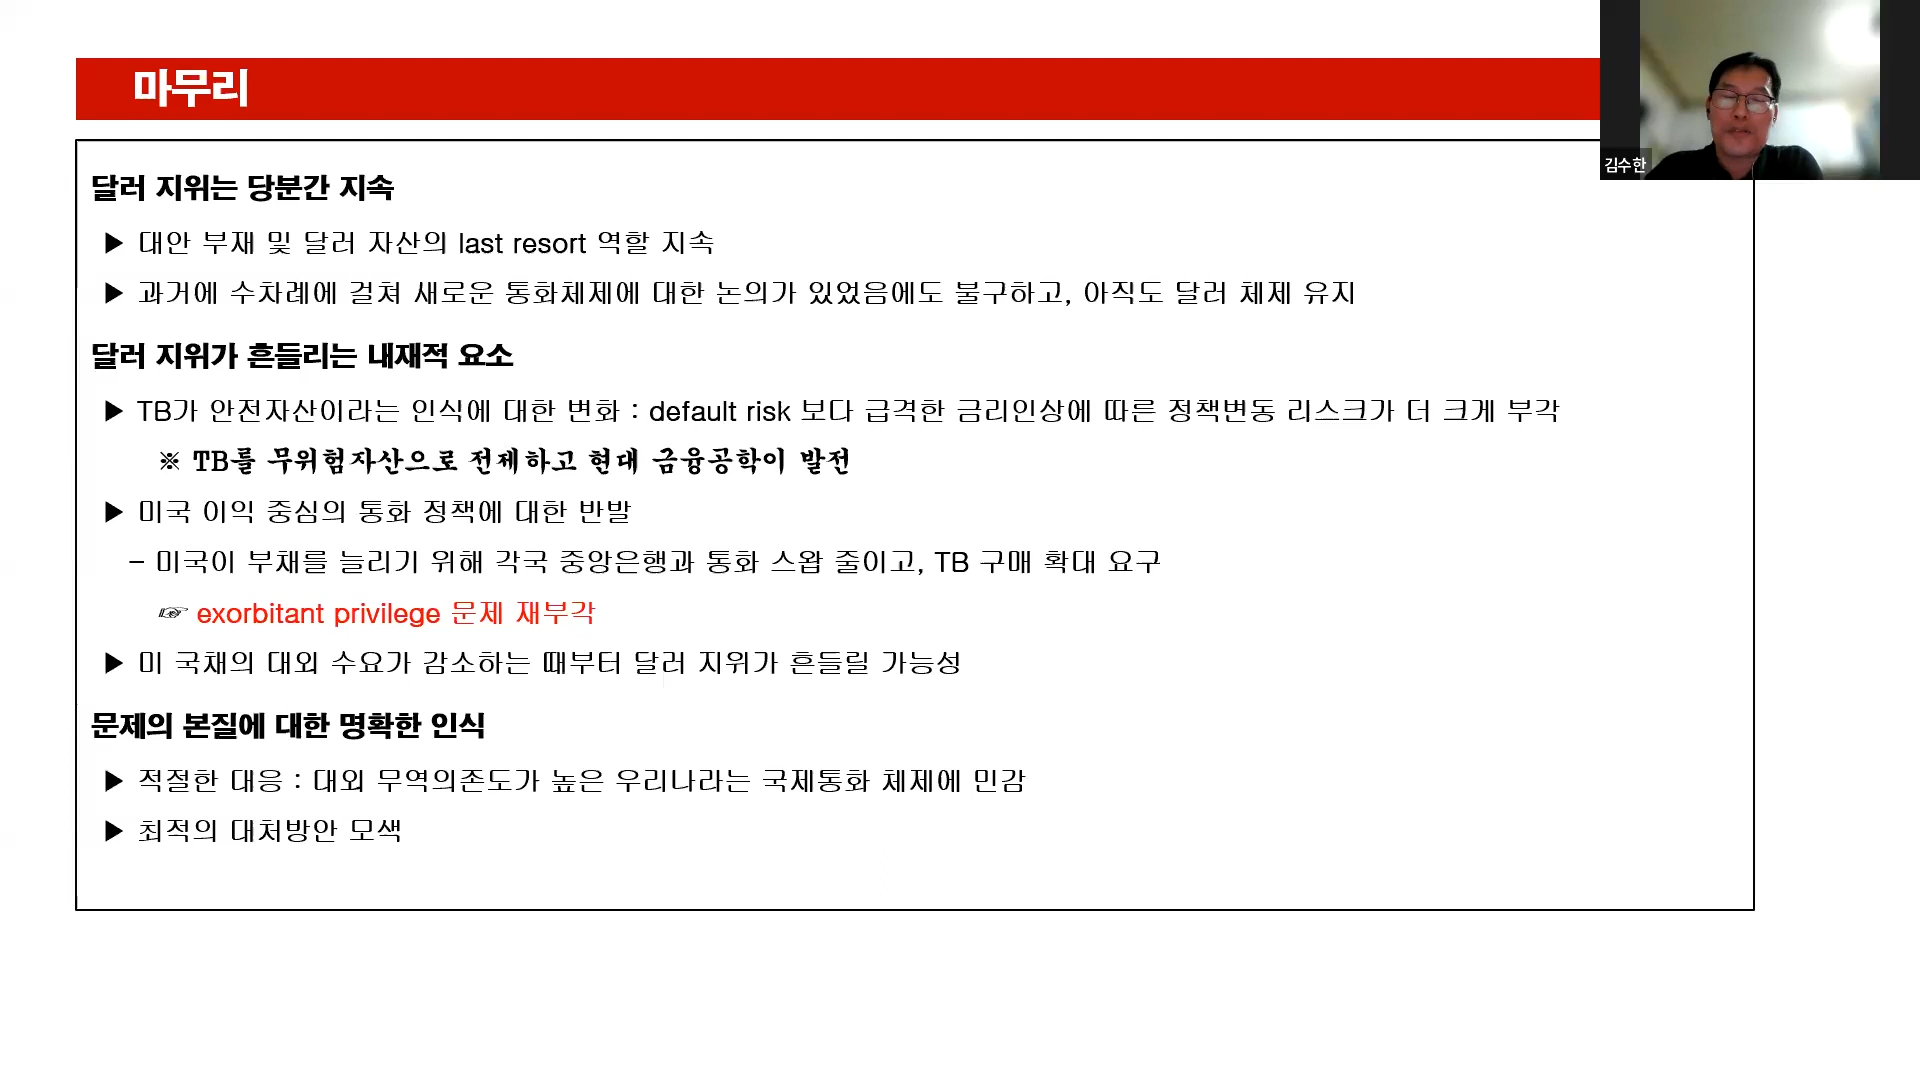 마무리
김수한
달러 지위는 당분간 지속
▶ 대안 부재 및 달러 자산의 last resort 역할 지속
▶ 과거에 수차례에 걸쳐 새로운 통화체제에 대한 논의가 있었음에도 불구하고, 아직도 달러 체제 유지
달러 지위가 흔들리는 내재적 요소
▶ TB가 안전자산이라는 인식에 대한 변화 : default risk 보다 급격한 금리인상에 따른 정책변동 리스크가 더 크게 부각
※ TB를 무위험자산으로 전제하고 현대 금융공학이 발전
▶ 미국 이익 중심의 통화 정책에 대한 반발
– 미국이 부채를 늘리기 위해 각국 중앙은행과 통화 스왑 줄이고, TB 구매 확대 요구
☞ exorbitant privilege 문제 재부각
▶ 미 국채의 대외 수요가 감소하는 때부터 달러 지위가 흔들릴 가능성
문제의 본질에 대한 명확한 인식
▶ 적절한 대응 : 대외 무역의존도가 높은 우리나라는 국제통화 체제에 민감
▶ 최적의 대처방안 모색